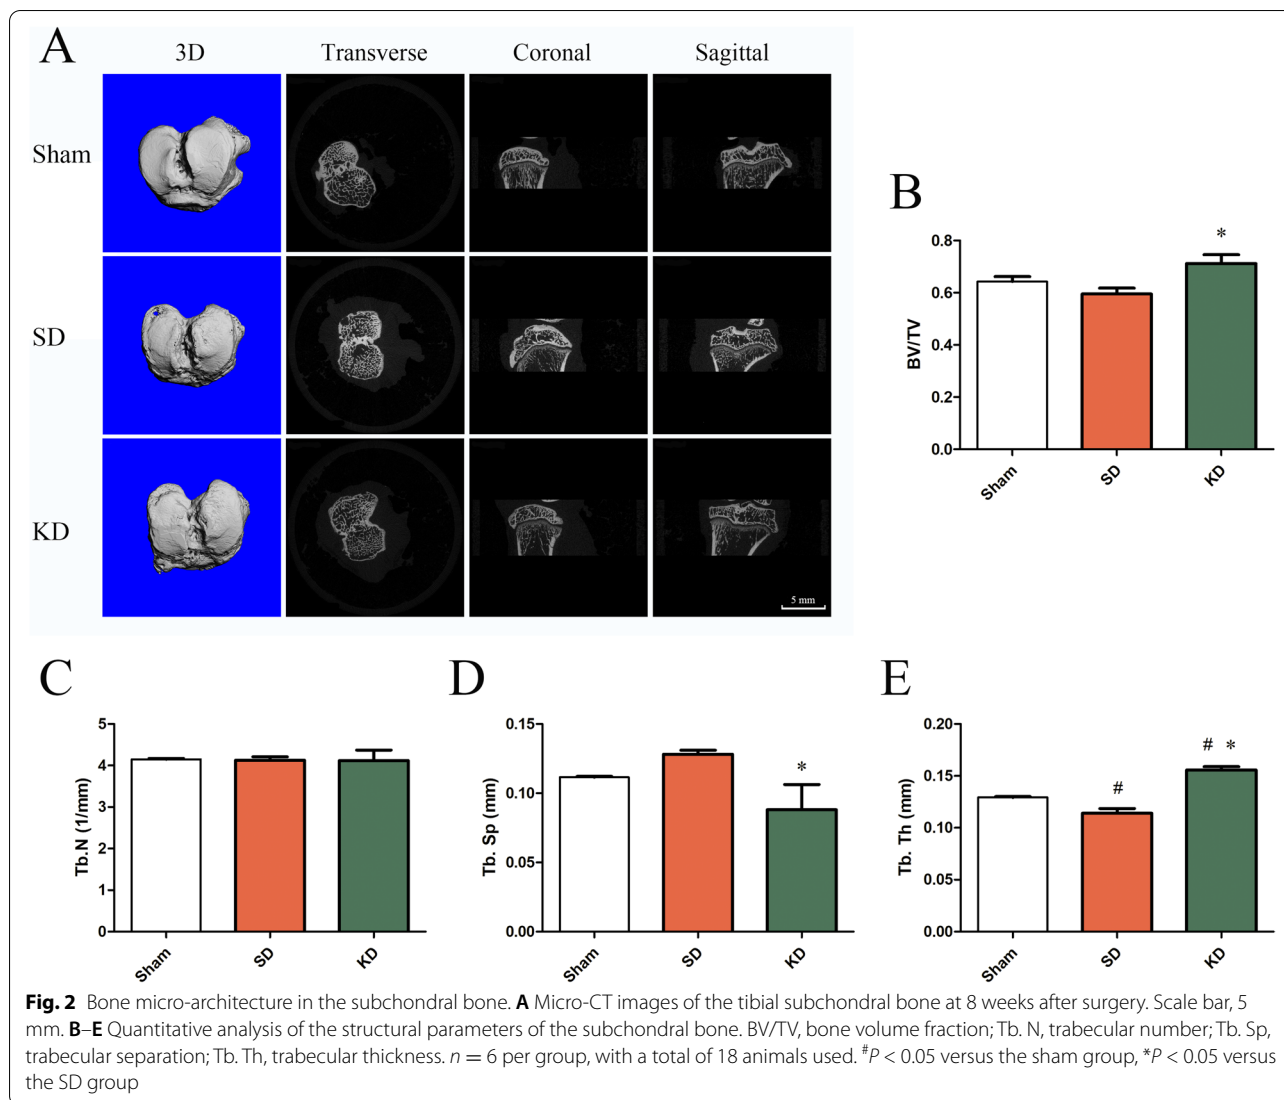 A
3D Transverse Coronal Sagittal
Sham
SD
KD
5 mm
B
BV/TV
0.8
0.6
0.4
0.2
0.0
*
Sham SD KD
C
Tb.N (1/mm)
5
4
3
2
1
0
Sham SD KD
D
Tb. Sp (mm)
0.15
0.10
0.05
0.00
*
Sham SD KD
E
Tb. Th (mm)
0.20
0.15
0.10
0.05
0.00
#
# *
Sham SD KD
Fig. 2 Bone micro-architecture in the subchondral bone. A Micro-CT images of the tibial subchondral bone at 8 weeks after surgery. Scale bar, 5
mm. B–E Quantitative analysis of the structural parameters of the subchondral bone. BV/TV, bone volume fraction; Tb. N, trabecular number; Tb. Sp,
trabecular separation; Tb. Th, trabecular thickness. n = 6 per group, with a total of 18 animals used. #P < 0.05 versus the sham group, *P < 0.05 versus
the SD group